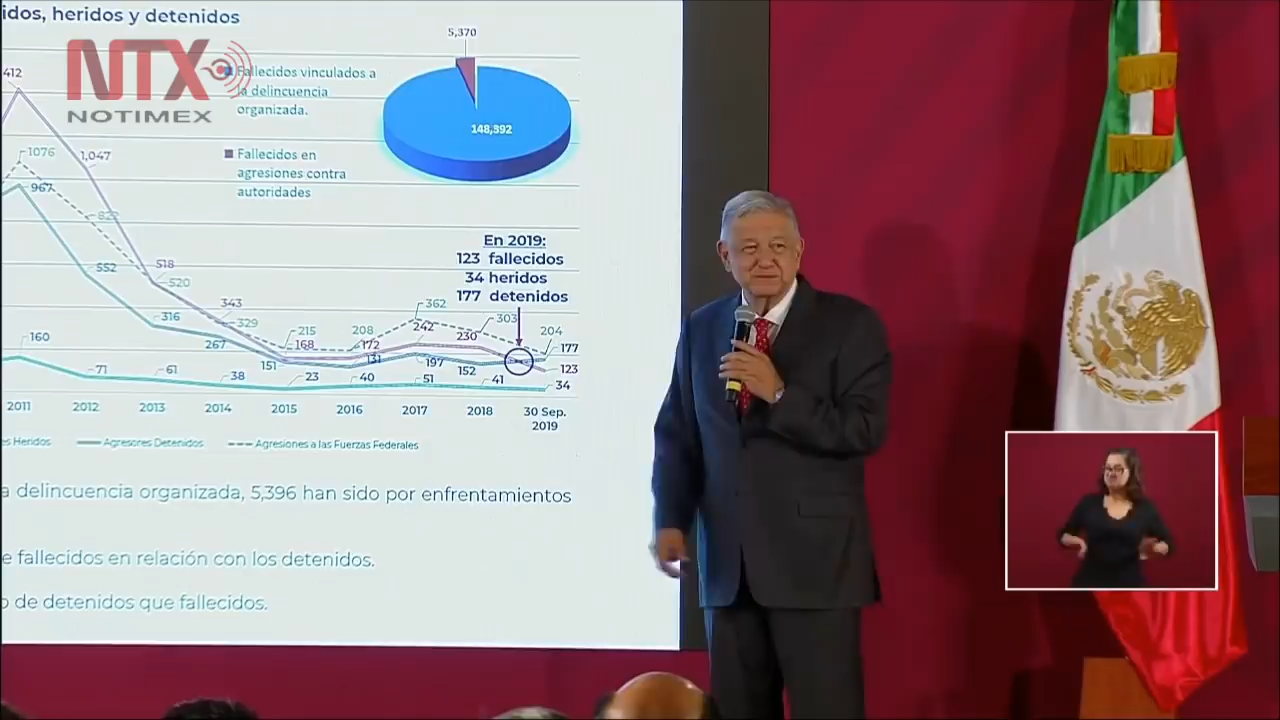 idos, heridos y detenidos
NTX
NOTIMEX
5,370
Fallecidos vinculados a
la delincuencia
organizada.
148,392
Fallecidos en
agresiones contra
autoridades
En 2019:
123 fallecidos
34 heridos
177 detenidos
412
1076
1,047
967
822
552
518
520
316
343
329
267
215
168
151
208
172
131
362
242
197
303
230
152
204
177
123
160
71
61
38
23
40
51
41
34
2011 2012 2013 2014 2015 2016 2017 2018 30 Sep.
2019
es Heridos Agresores Detenidos Agresiones a las Fuerzas Federales
a delincuencia organizada, 5,396 han sido por enfrentamientos
e fallecidos en relación con los detenidos.
o de detenidos que fallecidos.